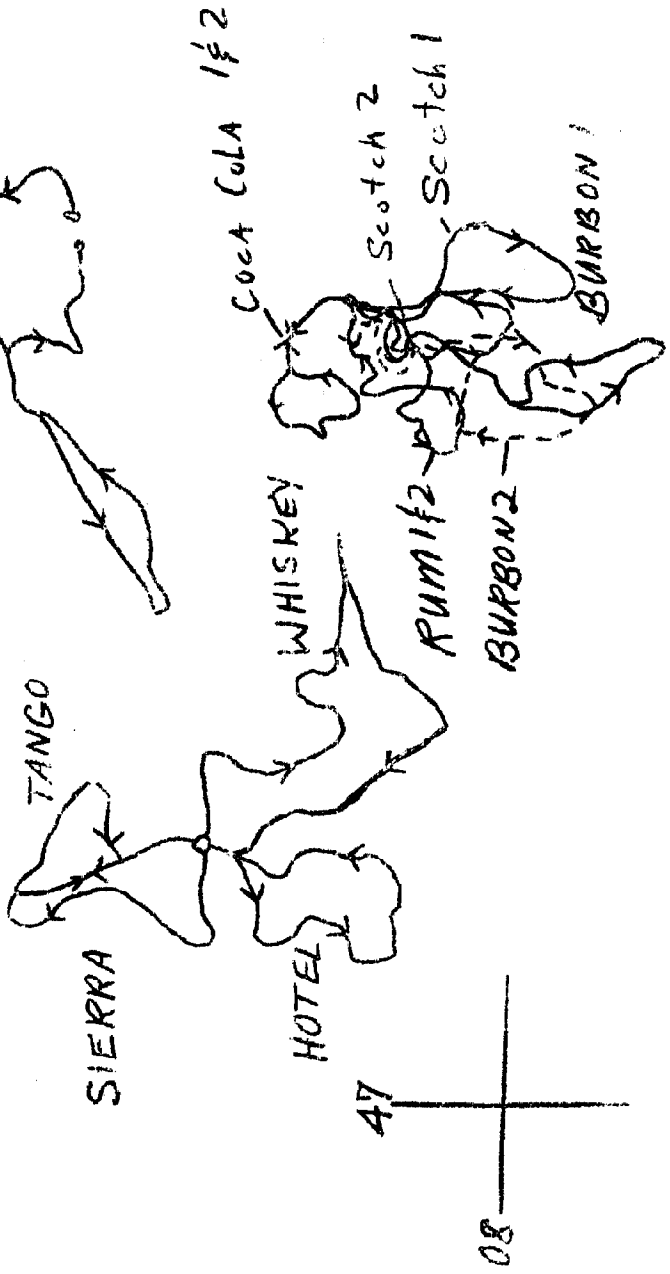 TANGO
SIERRA
HOTEL
WHISKEY
COCA COLA 1 & 2
Scotch 2
Scotch 1
RUM 1 & 2
BURBON 2
BURBON 1
47
08